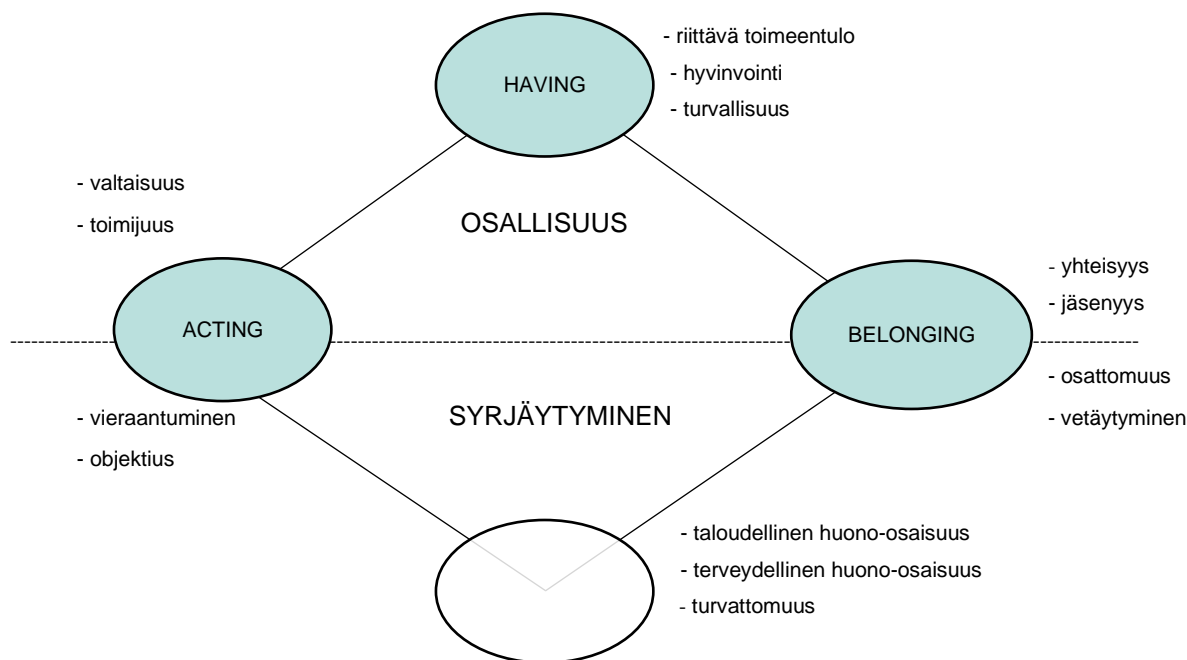 - riittävä toimeentulo
HAVING
- hyvinvointi
- turvallisuus
- valtaisuus
- toimijuus
OSALLISUUS
- yhteisyys
- jäsenyys
ACTING
BELONGING
- osattomuus
- vetäytyminen
- vieraantuminen
- objektius
SYRJÄYTYMINEN
- taloudellinen huono-osaisuus
- terveydellinen huono-osaisuus
- turvattomuus